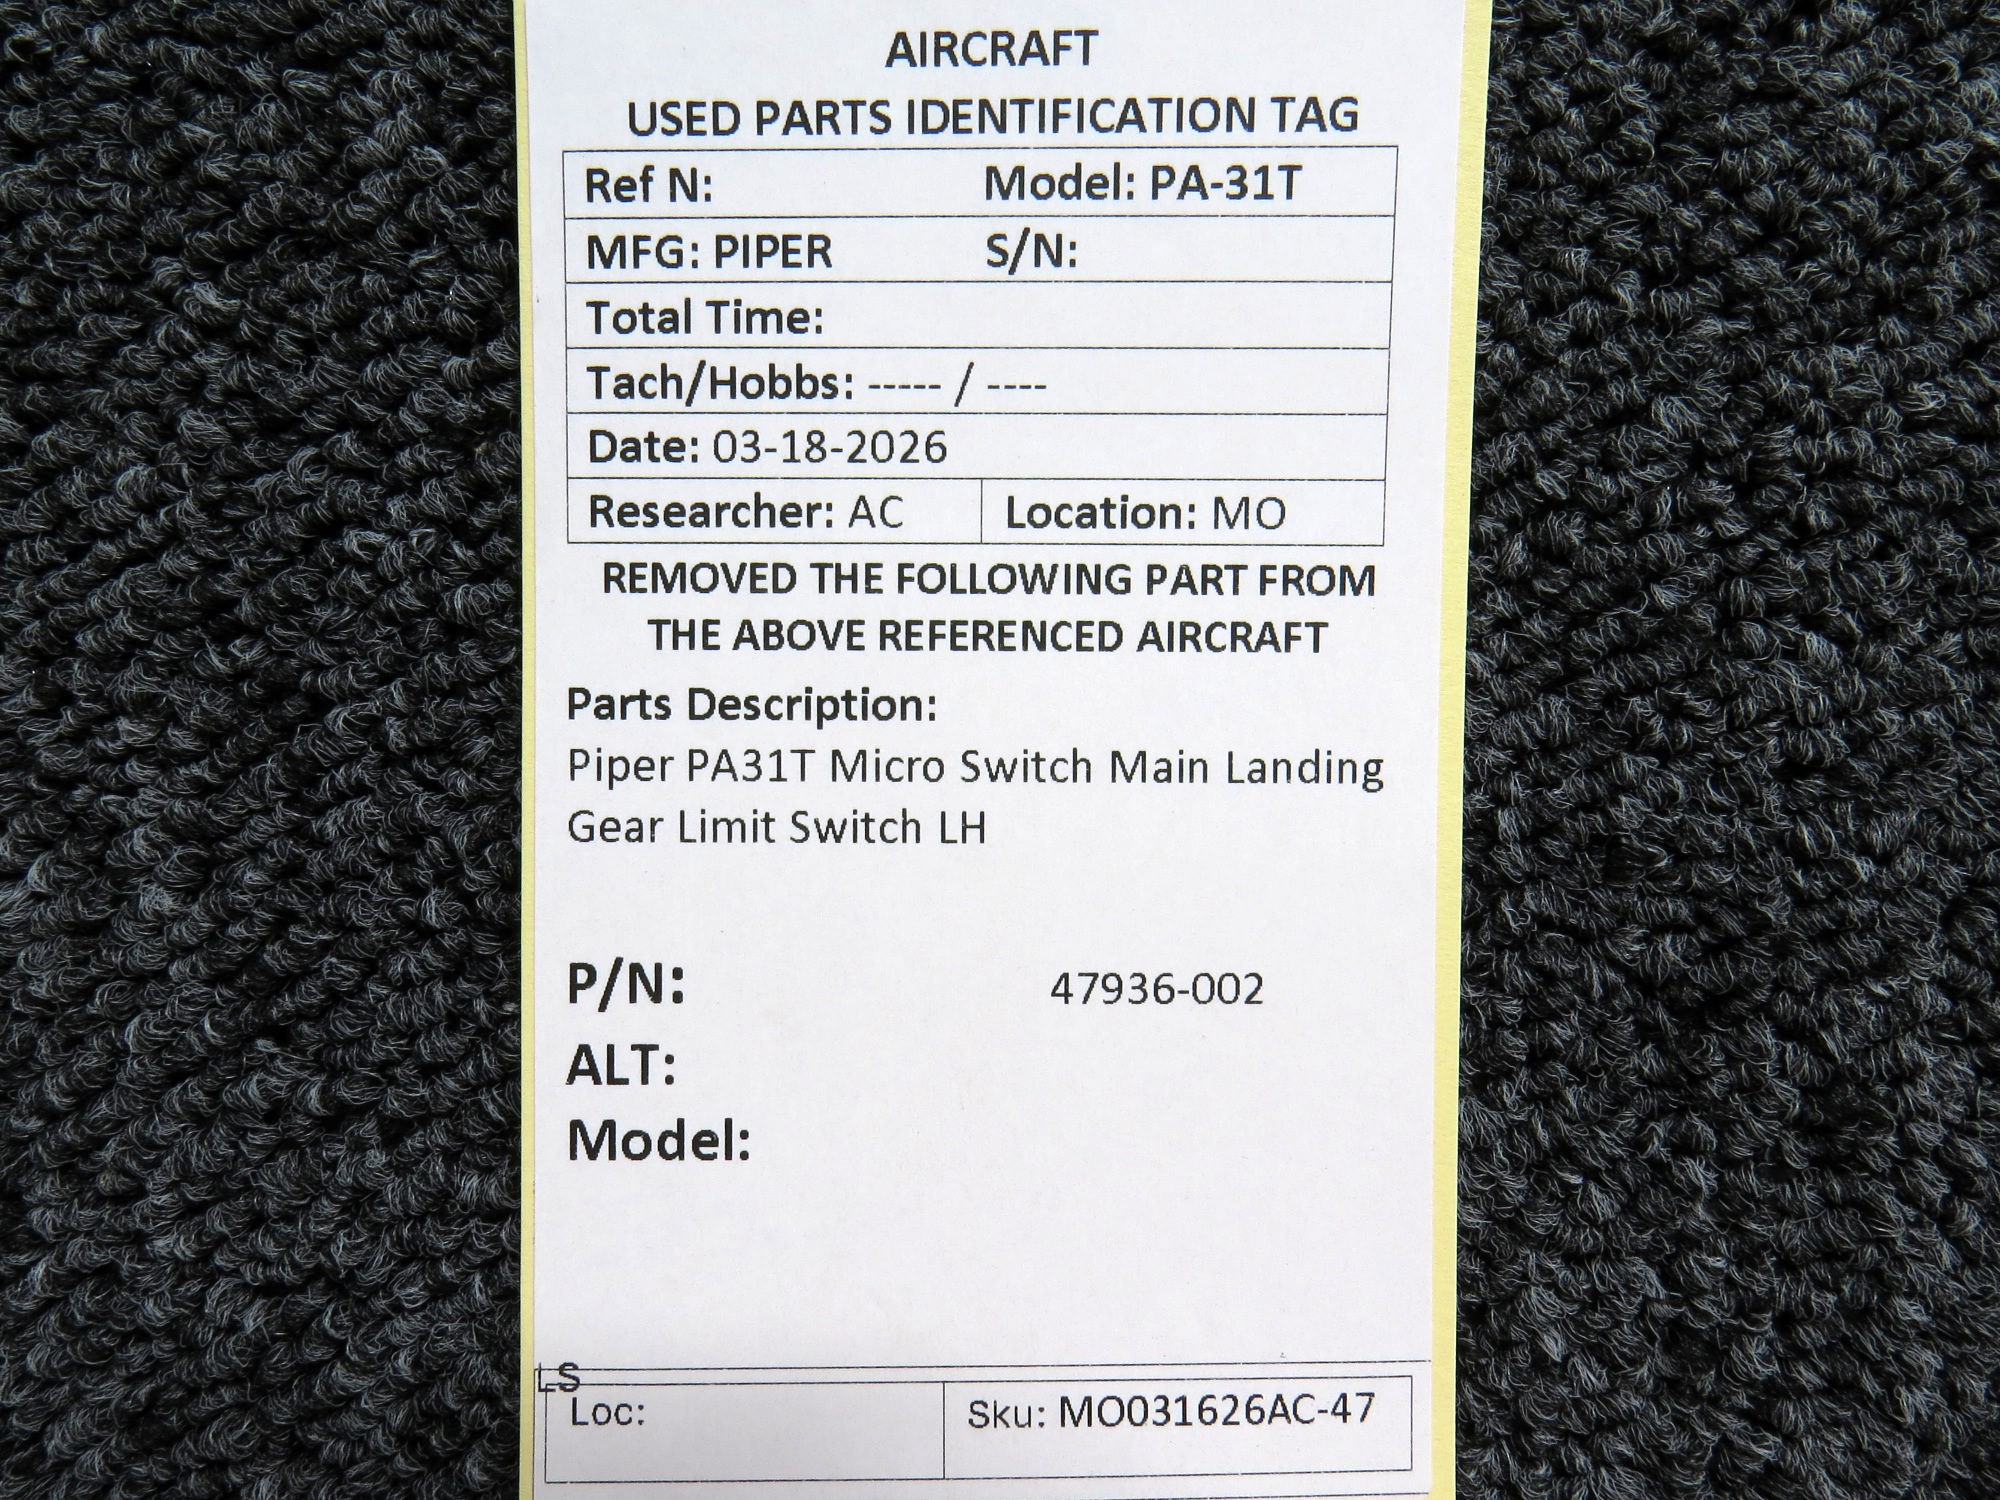 AIRCRAFT
USED PARTS IDENTIFICATION TAG
Ref N: Model: PA-31T
MFG: PIPER S/N:
Total Time:
Tach/Hobbs: ----- / ----
Date: 03-18-2026
Researcher: AC Location: MO
REMOVED THE FOLLOWING PART FROM
THE ABOVE REFERENCED AIRCRAFT
Parts Description:
Piper PA31T Micro Switch Main Landing
Gear Limit Switch LH
P/N: 47936-002
ALT:
Model:
LS
Loc: Sku: MO031626AC-47